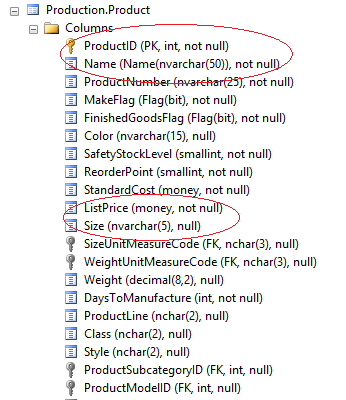 Production.Product
Columns
ProductID (PK, int, not null)
Name (Name(nvarchar(50)), not null)
ProductNumber (nvarchar(25), not null)
MakeFlag (Flag(bit), not null)
FinishedGoodsFlag (Flag(bit), not null)
Color (nvarchar(15), null)
SafetyStockLevel (smallint, not null)
ReorderPoint (smallint, not null)
StandardCost (money, not null)
ListPrice (money, not null)
Size (nvarchar(5), null)
SizeUnitMeasureCode (FK, nchar(3), null)
WeightUnitMeasureCode (FK, nchar(3), null)
Weight (decimal(8,2), null)
DaysToManufacture (int, not null)
ProductLine (nchar(2), null)
Class (nchar(2), null)
Style (nchar(2), null)
ProductSubcategoryID (FK, int, null)
ProductModelID (FK, int, null)